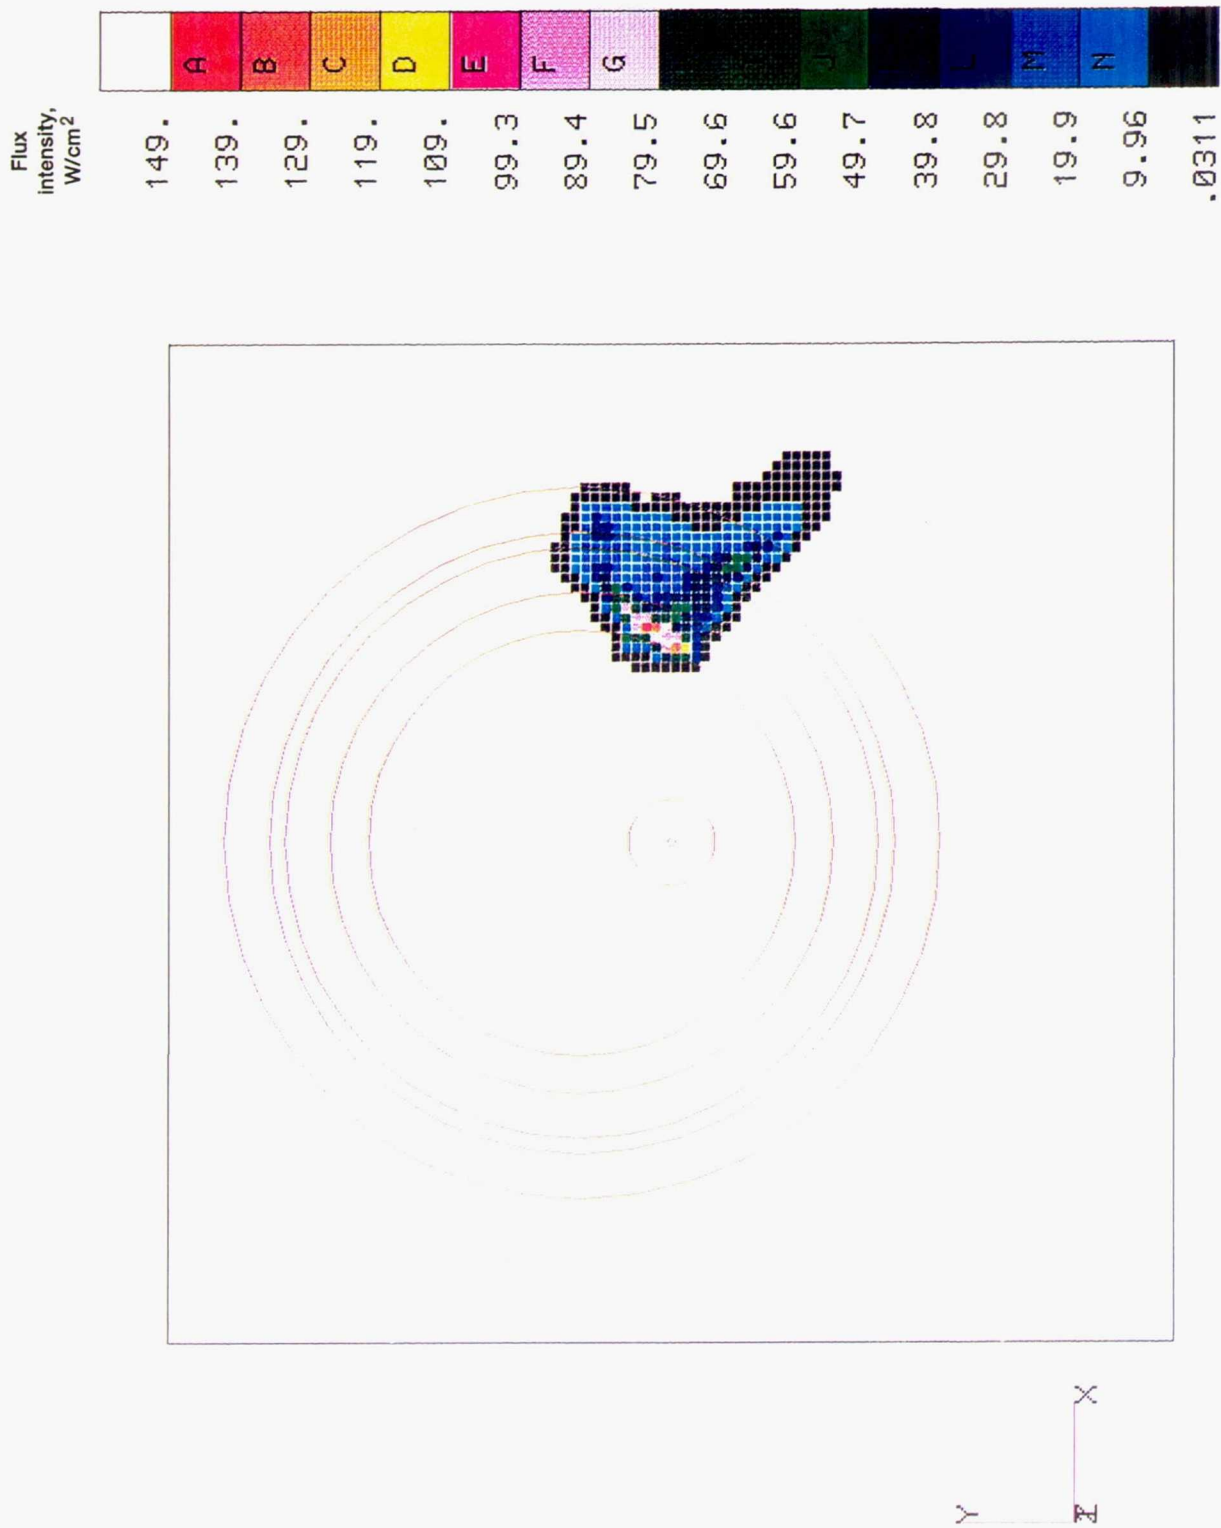 Flux
intensity,
W/cm²
149.
139.
129.
119.
109.
99.3
89.4
79.5
69.6
59.6
49.7
39.8
29.8
19.9
9.96
.0311
A
B
C
D
E
F
G
J
L
M
N
Y
Z
X